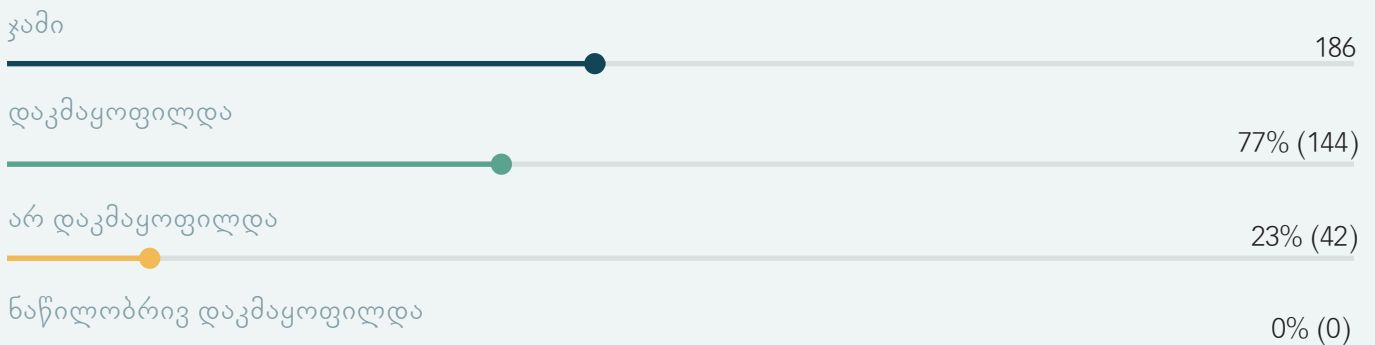 ჯამი
186
დაკმაყოფილდა
77% (144)
არ დაკმაყოფილდა
23% (42)
ნაწილობრივ დაკმაყოფილდა
0% (0)